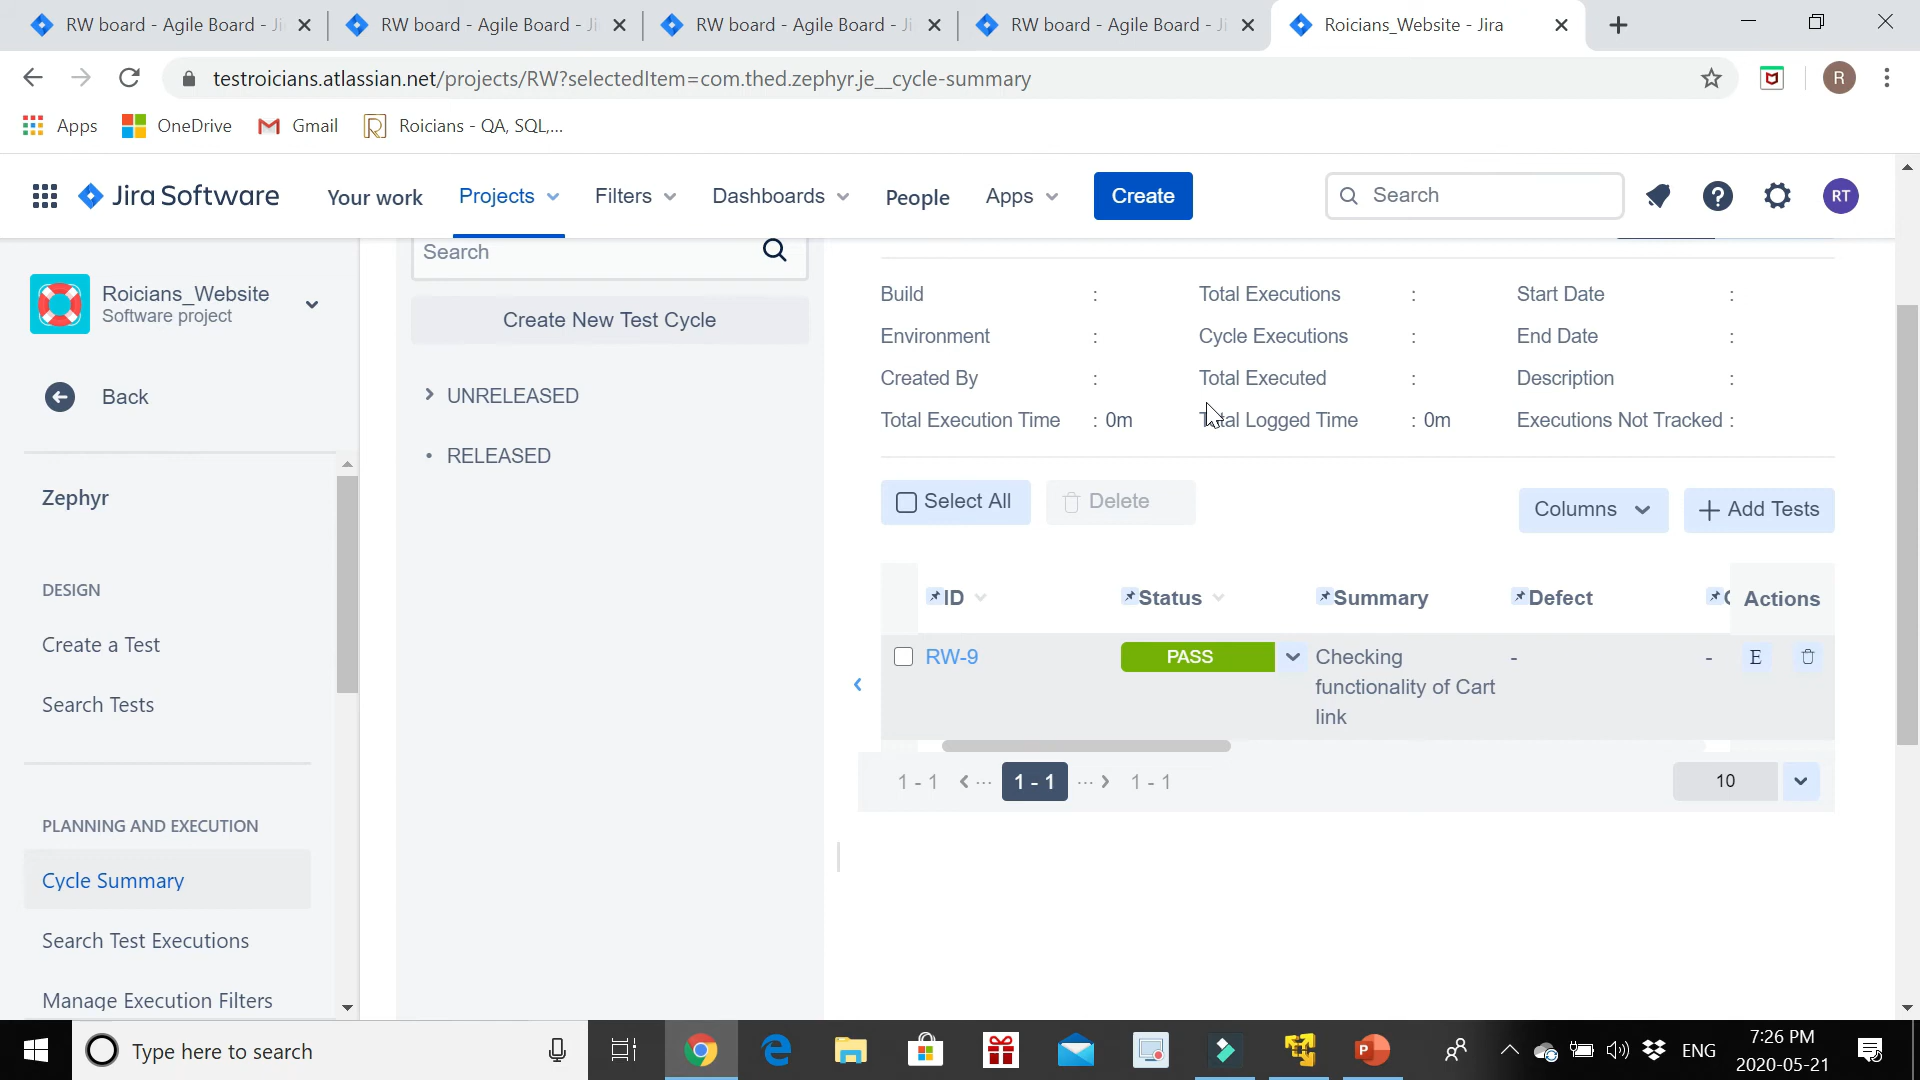 RW board - Agile Board - Ji
RW board - Agile Board - Ji
RW board - Agile Board - Ji
RW board - Agile Board - Ji
Roicians_Website - Jira
testroicians.atlassian.net/projects/RW?selectedItem=com.thed.zephyr.je__cycle-summary
R
Apps
OneDrive
Gmail
Roicians - QA, SQL,...
Jira Software
Your work
Projects
Filters
Dashboards
People
Apps
Create
Search
RT
Roicians_Website
Software project
Back
Zephyr
DESIGN
Create a Test
Search Tests
PLANNING AND EXECUTION
Cycle Summary
Search Test Executions
Manage Execution Filters
Search
Create New Test Cycle
UNRELEASED
RELEASED
Build : Total Executions : Start Date :
Environment : Cycle Executions : End Date :
Created By : Total Executed : Description :
Total Execution Time : 0m Total Logged Time : 0m Executions Not Tracked :
Select All
Delete
Columns
+ Add Tests
ID Status Summary Defect Actions
RW-9 PASS Checking - - E
functionality of Cart
link
1 - 1 < ... 1 - 1 ... > 1 - 1
10
Type here to search
ENG
7:26 PM
2020-05-21